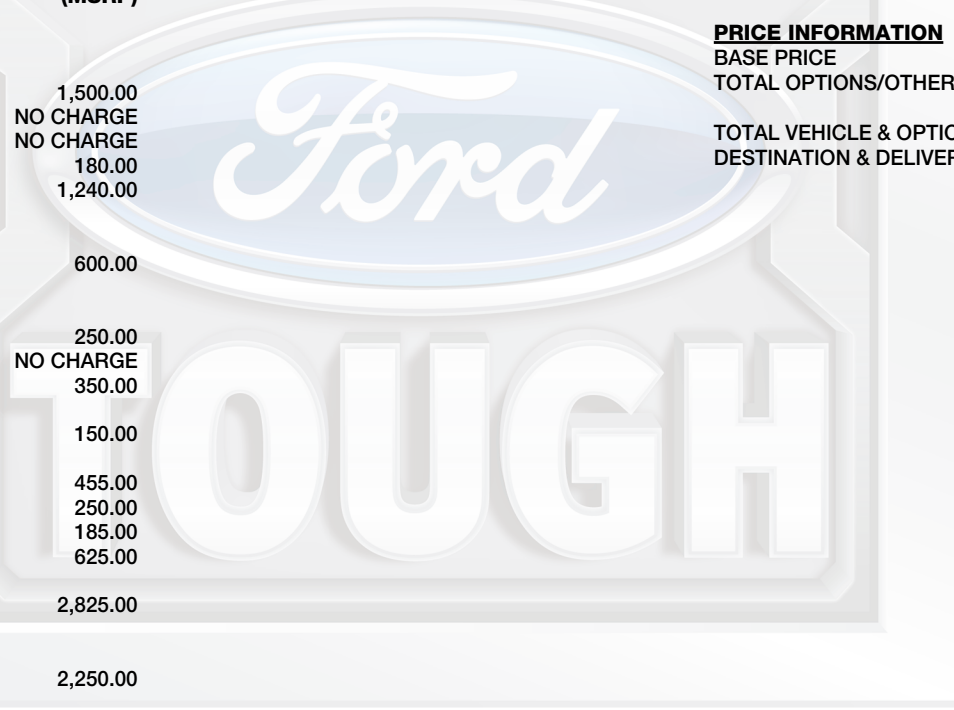 (MSRP)
1,500.00
NO CHARGE
NO CHARGE
180.00
1,240.00
600.00
250.00
NO CHARGE
350.00
150.00
455.00
250.00
185.00
625.00
2,825.00
2,250.00
PRICE INFORMATION
BASE PRICE
TOTAL OPTIONS/OTHER
TOTAL VEHICLE & OPTIO
DESTINATION & DELIVER
Ford
TOUGH